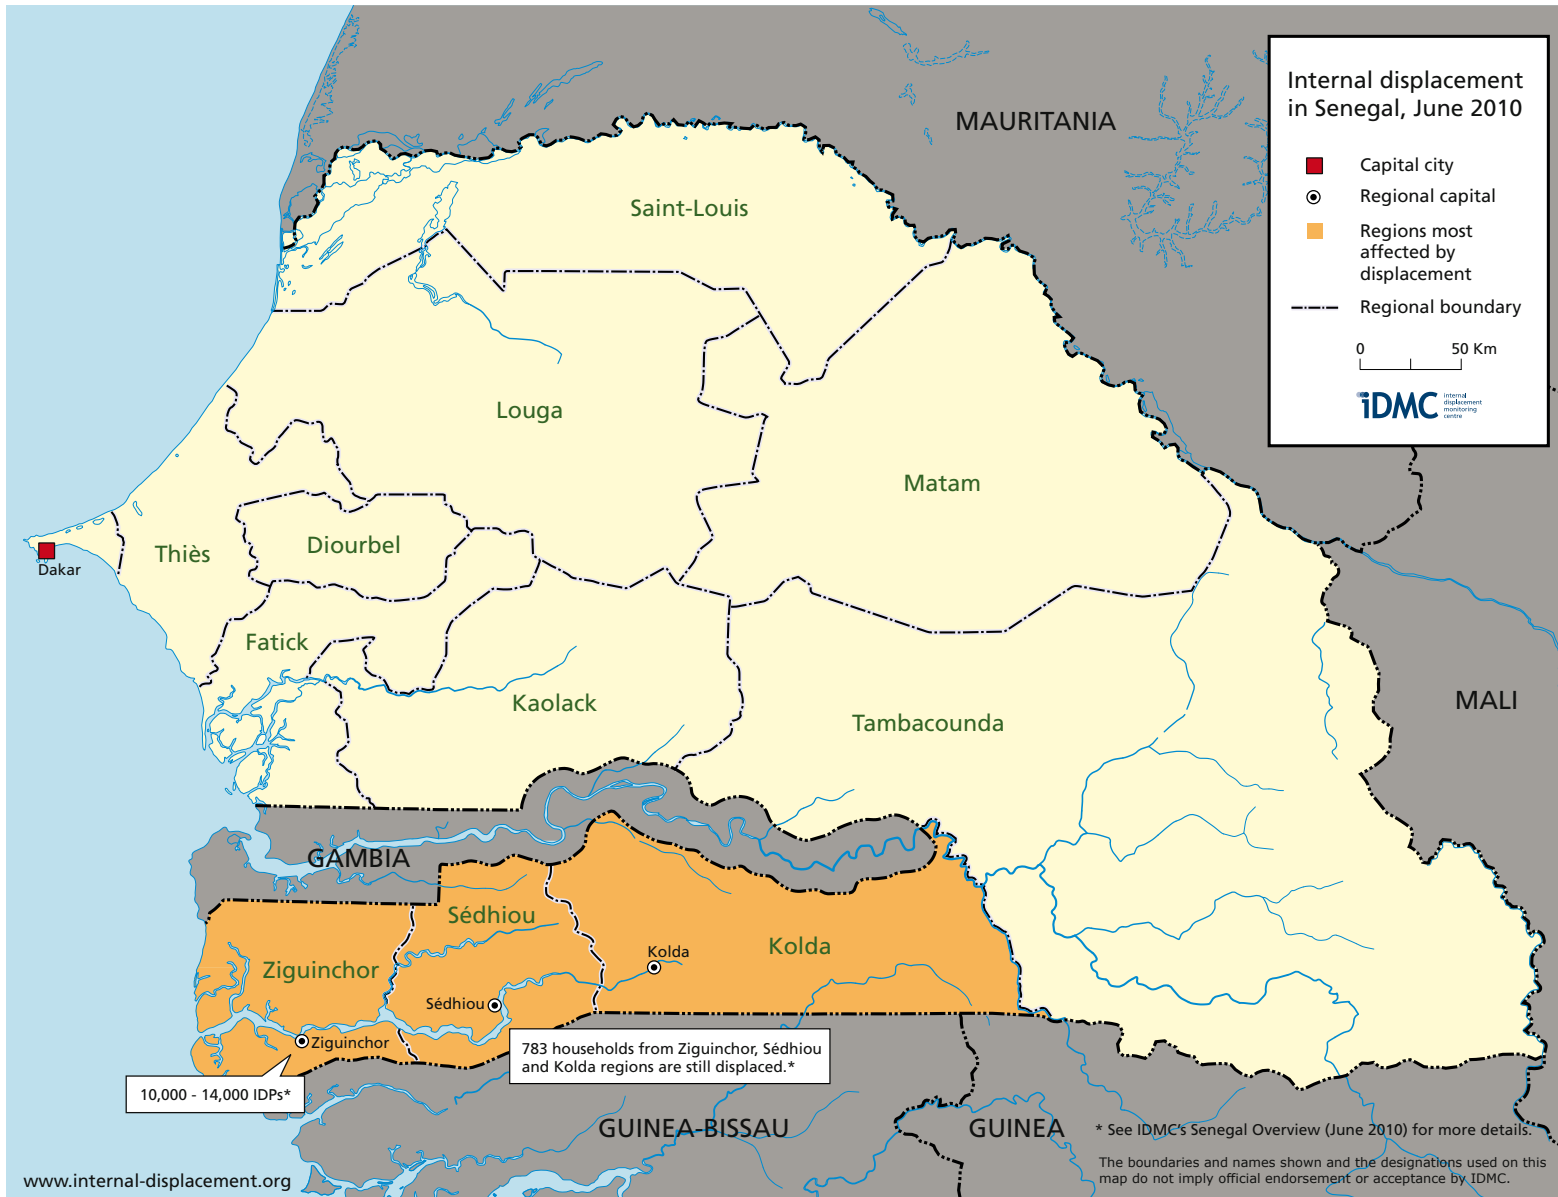 Internal displacement
in Senegal, June 2010
Capital city
Regional capital
Regions most
affected by
displacement
Regional boundary
0 50 Km
iDMC
internal
displacement
monitoring
centre
MAURITANIA
Saint-Louis
Louga
Matam
Thiès
Diourbel
Dakar
Fatick
Kaolack
Tambacounda
MALI
GAMBIA
Sédhiou
Kolda
Kolda
Ziguinchor
Sédhiou
Ziguinchor
783 households from Ziguinchor, Sédhiou
and Kolda regions are still displaced.*
10,000 - 14,000 IDPs*
GUINEA-BISSAU
GUINEA
* See IDMC's Senegal Overview (June 2010) for more details.
The boundaries and names shown and the designations used on this
map do not imply official endorsement or acceptance by IDMC.
www.internal-displacement.org